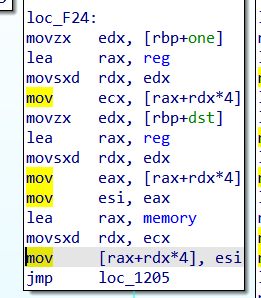 loc_F24:
movzx edx, [rbp+one]
lea rax, reg
movsxd rdx, edx
mov ecx, [rax+rdx*4]
movzx edx, [rbp+dst]
lea rax, reg
movsxd rdx, edx
mov eax, [rax+rdx*4]
mov esi, eax
lea rax, memory
movsxd rdx, ecx
mov [rax+rdx*4], esi
jmp loc_1205